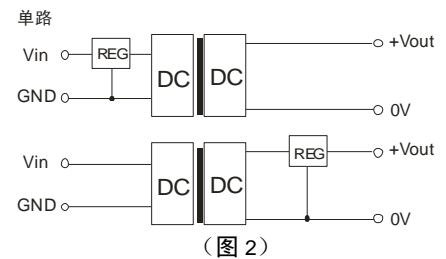 单路
Vin REG DC DC +Vout
GND 0V
Vin DC DC REG +Vout
GND 0V
（图 2）